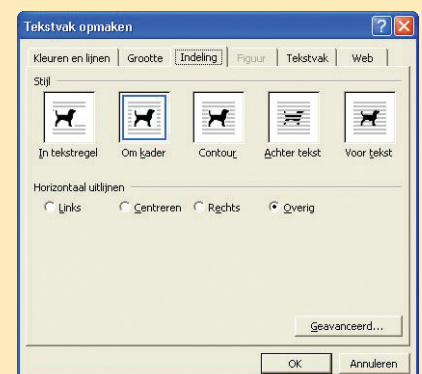 Tekstvak opmaken
Kleuren en lijnen Grootte Indeling Figuur Tekstvak Web
Stijl
In tekstregel Om kader Contour Achter tekst Voor tekst
Horizontaal uitlijnen
Links Centreren Rechts Overig
Geavanceerd...
OK Annuleren